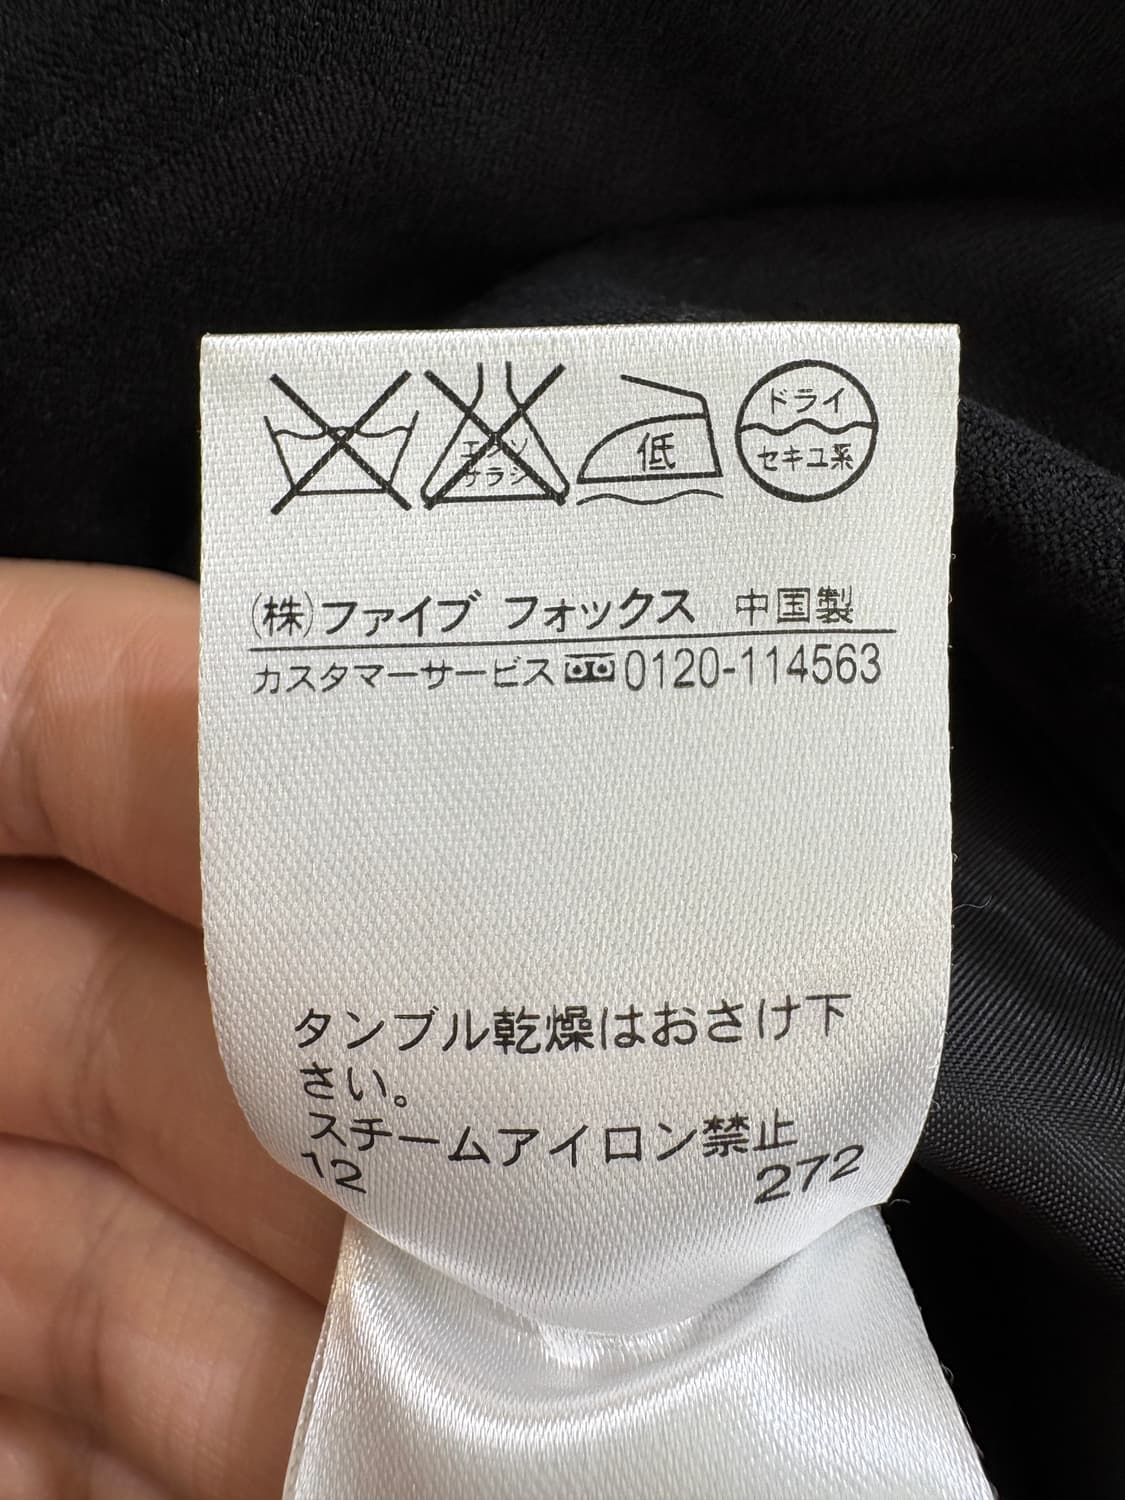 エンソ
サラシ
低
ドライ
セキユ系
(株)ファイブ フォックス 中国製
カスタマーサービス 0120-114563
タンブル乾燥はおさけ下
さい。
スチームアイロン禁止
12 272